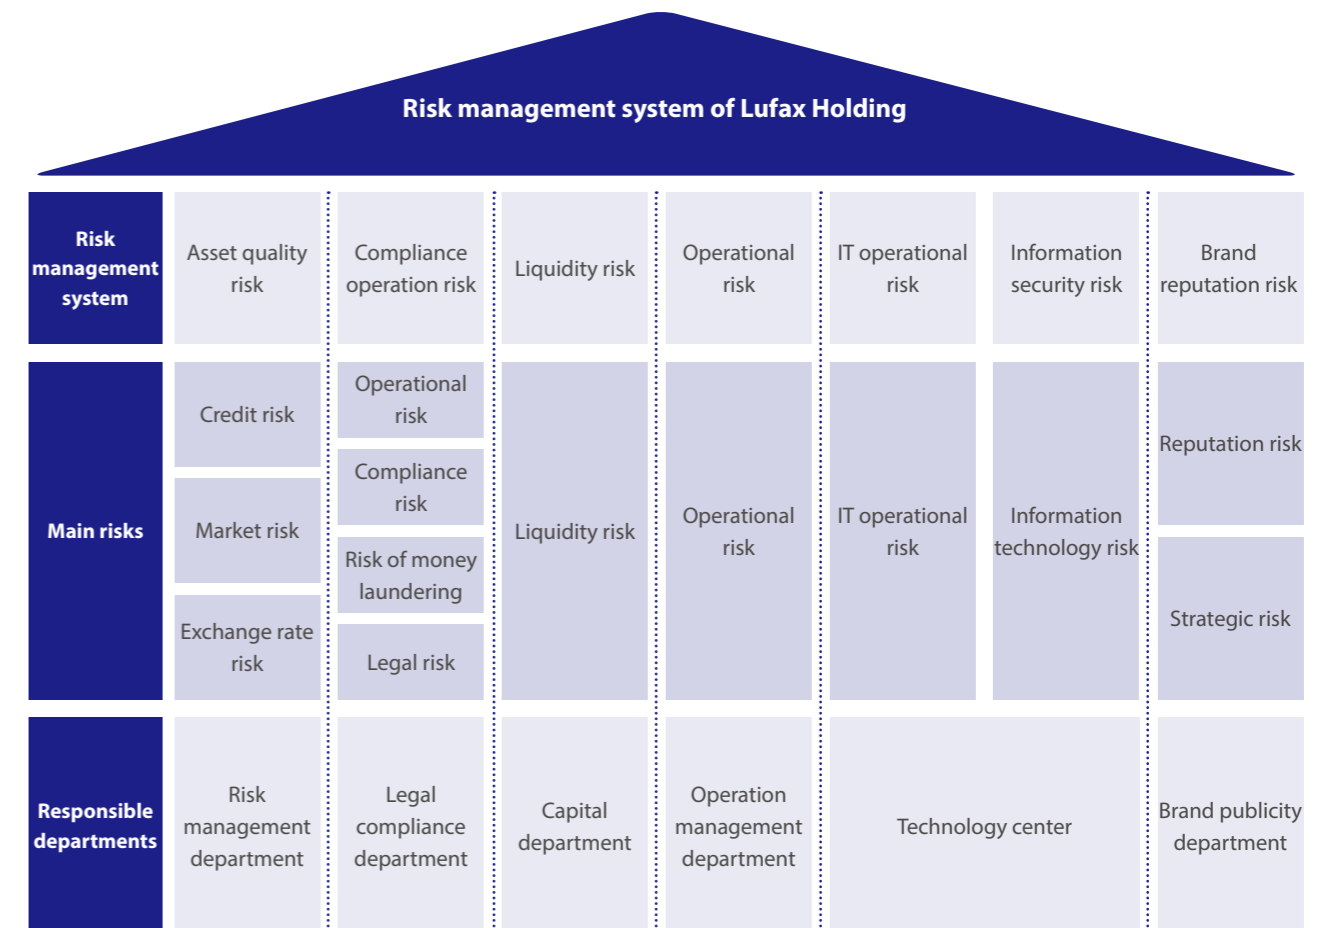 Risk management system of Lufax Holding
Risk
management
system
Asset quality
risk
Compliance
operation risk
Liquidity risk
Operational
risk
IT operational
risk
Information
security risk
Brand
reputation risk
Main risks
Credit risk
Market risk
Exchange rate
risk
Operational
risk
Compliance
risk
Risk of money
laundering
Legal risk
Liquidity risk
Operational
risk
IT operational
risk
Information
technology risk
Reputation risk
Strategic risk
Responsible
departments
Risk
management
department
Legal
compliance
department
Capital
department
Operation
management
department
Technology center
Brand publicity
department